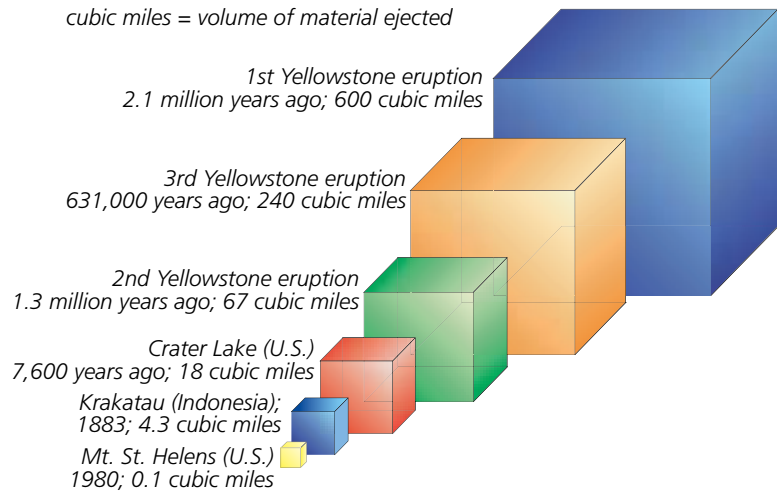 cubic miles = volume of material ejected
1st Yellowstone eruption
2.1 million years ago; 600 cubic miles
3rd Yellowstone eruption
631,000 years ago; 240 cubic miles
2nd Yellowstone eruption
1.3 million years ago; 67 cubic miles
Crater Lake (U.S.)
7,600 years ago; 18 cubic miles
Krakatau (Indonesia);
1883; 4.3 cubic miles
Mt. St. Helens (U.S.)
1980; 0.1 cubic miles